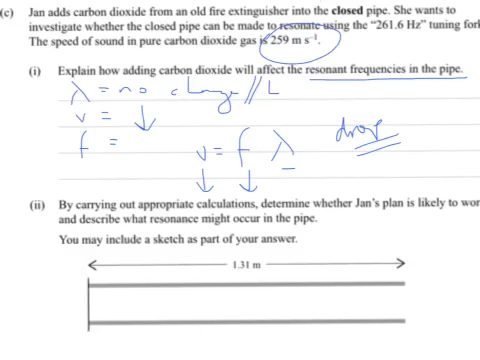 (c) Jan adds carbon dioxide from an old fire extinguisher into the closed pipe. She wants to
investigate whether the closed pipe can be made to resonate using the “261.6 Hz” tuning fork
The speed of sound in pure carbon dioxide gas is 259 m s⁻¹.
(i) Explain how adding carbon dioxide will affect the resonant frequencies in the pipe.
λ = no change // L
v = ↓
f =
v = f λ
↓ ↓
drop
(ii) By carrying out appropriate calculations, determine whether Jan's plan is likely to wor
and describe what resonance might occur in the pipe.
You may include a sketch as part of your answer.
1.31 m